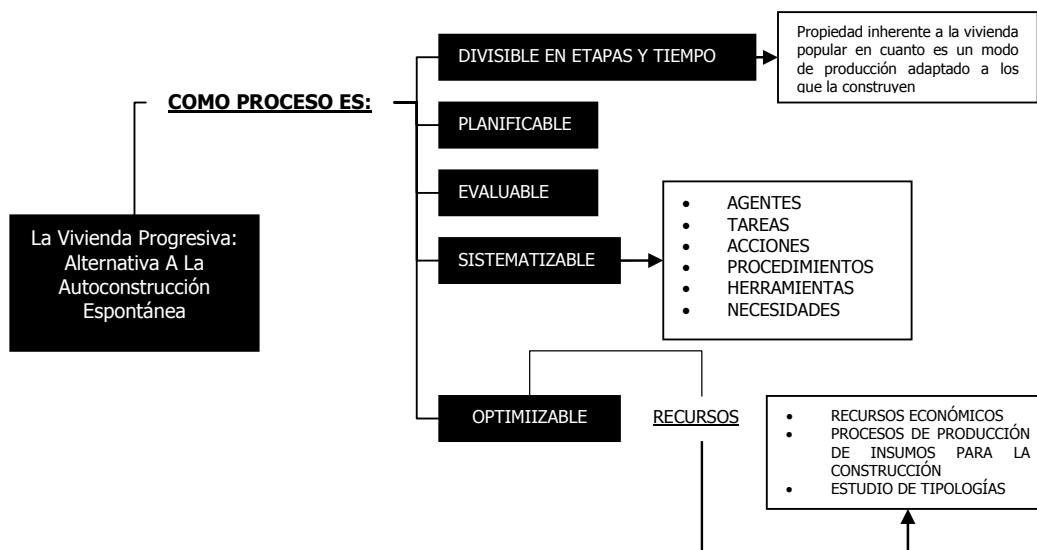 DIVISIBLE EN ETAPAS Y TIEMPO
Propiedad inherente a la vivienda
popular en cuanto es un modo
de producción adaptado a los
que la construyen
COMO PROCESO ES:
PLANIFICABLE
EVALUABLE
La Vivienda Progresiva:
Alternativa A La
Autoconstrucción
Espontánea
SISTEMATIZABLE
• AGENTES
• TAREAS
• ACCIONES
• PROCEDIMIENTOS
• HERRAMIENTAS
• NECESIDADES
OPTIMIIZABLE
RECURSOS
• RECURSOS ECONÓMICOS
• PROCESOS DE PRODUCCIÓN
DE INSUMOS PARA LA
CONSTRUCCIÓN
• ESTUDIO DE TIPOLOGÍAS